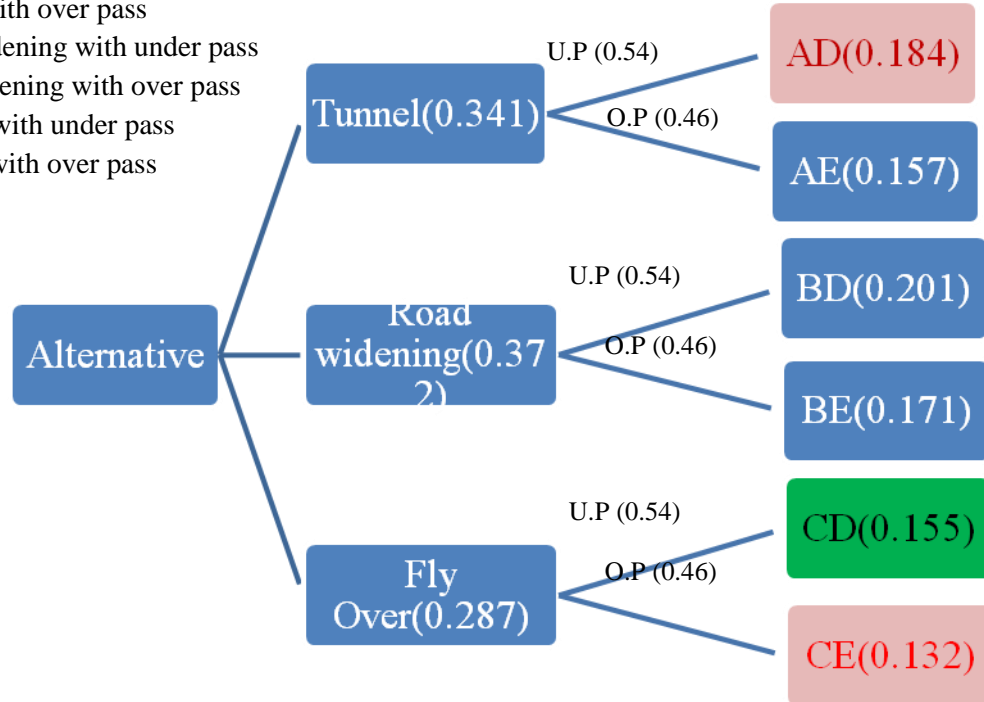 with over pass
dening with under pass
ening with over pass
with under pass
with over pass
U.P (0.54)
AD(0.184)
Tunnel(0.341)
O.P (0.46)
AE(0.157)
U.P (0.54)
BD(0.201)
Road
widening(0.37
2)
Alternative
O.P (0.46)
BE(0.171)
U.P (0.54)
CD(0.155)
Fly
Over(0.287)
O.P (0.46)
CE(0.132)